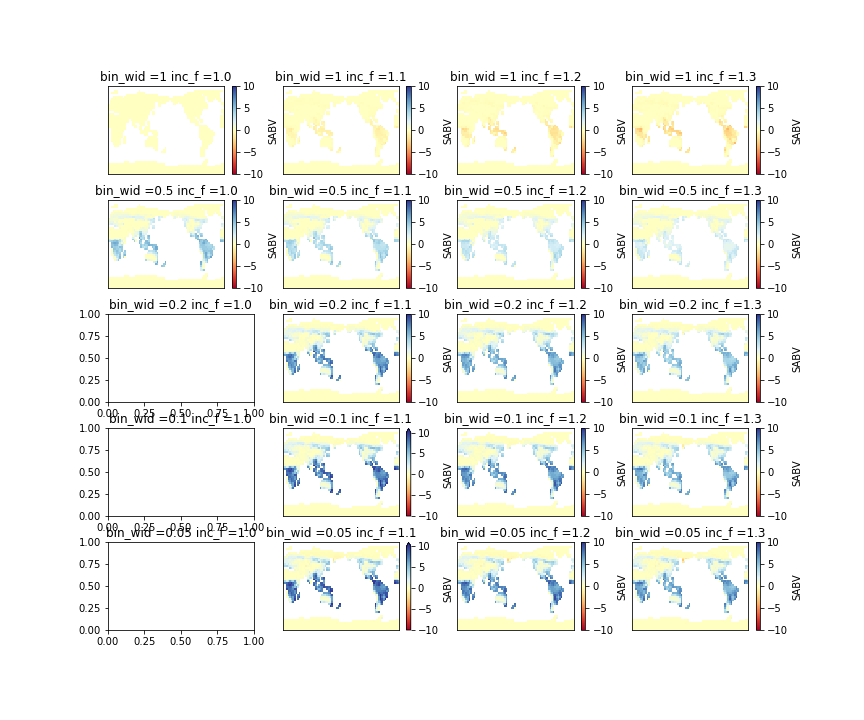 bin_wid =1 inc_f =1.0
10
5
0
−5
−10
SABV
bin_wid =1 inc_f =1.1
10
5
0
−5
−10
SABV
bin_wid =1 inc_f =1.2
10
5
0
−5
−10
SABV
bin_wid =1 inc_f =1.3
10
5
0
−5
−10
SABV
bin_wid =0.5 inc_f =1.0
10
5
0
−5
−10
SABV
bin_wid =0.5 inc_f =1.1
10
5
0
−5
−10
SABV
bin_wid =0.5 inc_f =1.2
10
5
0
−5
−10
SABV
bin_wid =0.5 inc_f =1.3
10
5
0
−5
−10
SABV
bin_wid =0.2 inc_f =1.0
1.00
0.75
0.50
0.25
0.00
0.00 0.25 0.50 0.75 1.00
bin_wid =0.2 inc_f =1.1
10
5
0
−5
−10
SABV
bin_wid =0.2 inc_f =1.2
10
5
0
−5
−10
SABV
bin_wid =0.2 inc_f =1.3
10
5
0
−5
−10
SABV
bin_wid =0.1 inc_f =1.0
1.00
0.75
0.50
0.25
0.00
0.00 0.25 0.50 0.75 1.00
bin_wid =0.1 inc_f =1.1
10
5
0
−5
−10
SABV
bin_wid =0.1 inc_f =1.2
10
5
0
−5
−10
SABV
bin_wid =0.1 inc_f =1.3
10
5
0
−5
−10
SABV
bin_wid =0.05 inc_f =1.0
1.00
0.75
0.50
0.25
0.00
0.00 0.25 0.50 0.75 1.00
bin_wid =0.05 inc_f =1.1
10
5
0
−5
−10
SABV
bin_wid =0.05 inc_f =1.2
10
5
0
−5
−10
SABV
bin_wid =0.05 inc_f =1.3
10
5
0
−5
−10
SABV